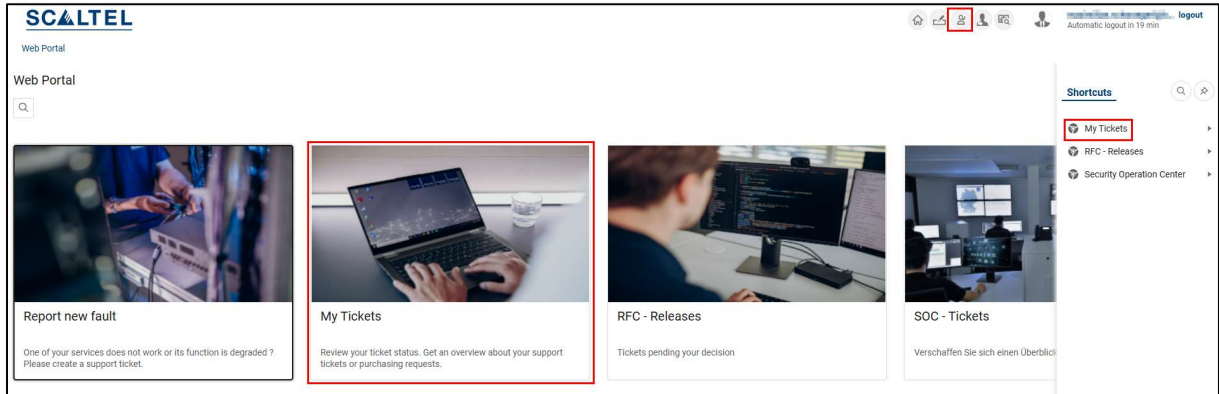 SCALTEL
logout
Automatic logout in 19 min
Web Portal
Web Portal
Shortcuts
My Tickets
RFC - Releases
Security Operation Center
Report new fault
One of your services does not work or its function is degraded ?
Please create a support ticket.
My Tickets
Review your ticket status. Get an overview about your support
tickets or purchasing requests.
RFC - Releases
Tickets pending your decision
SOC - Tickets
Verschaffen Sie sich einen